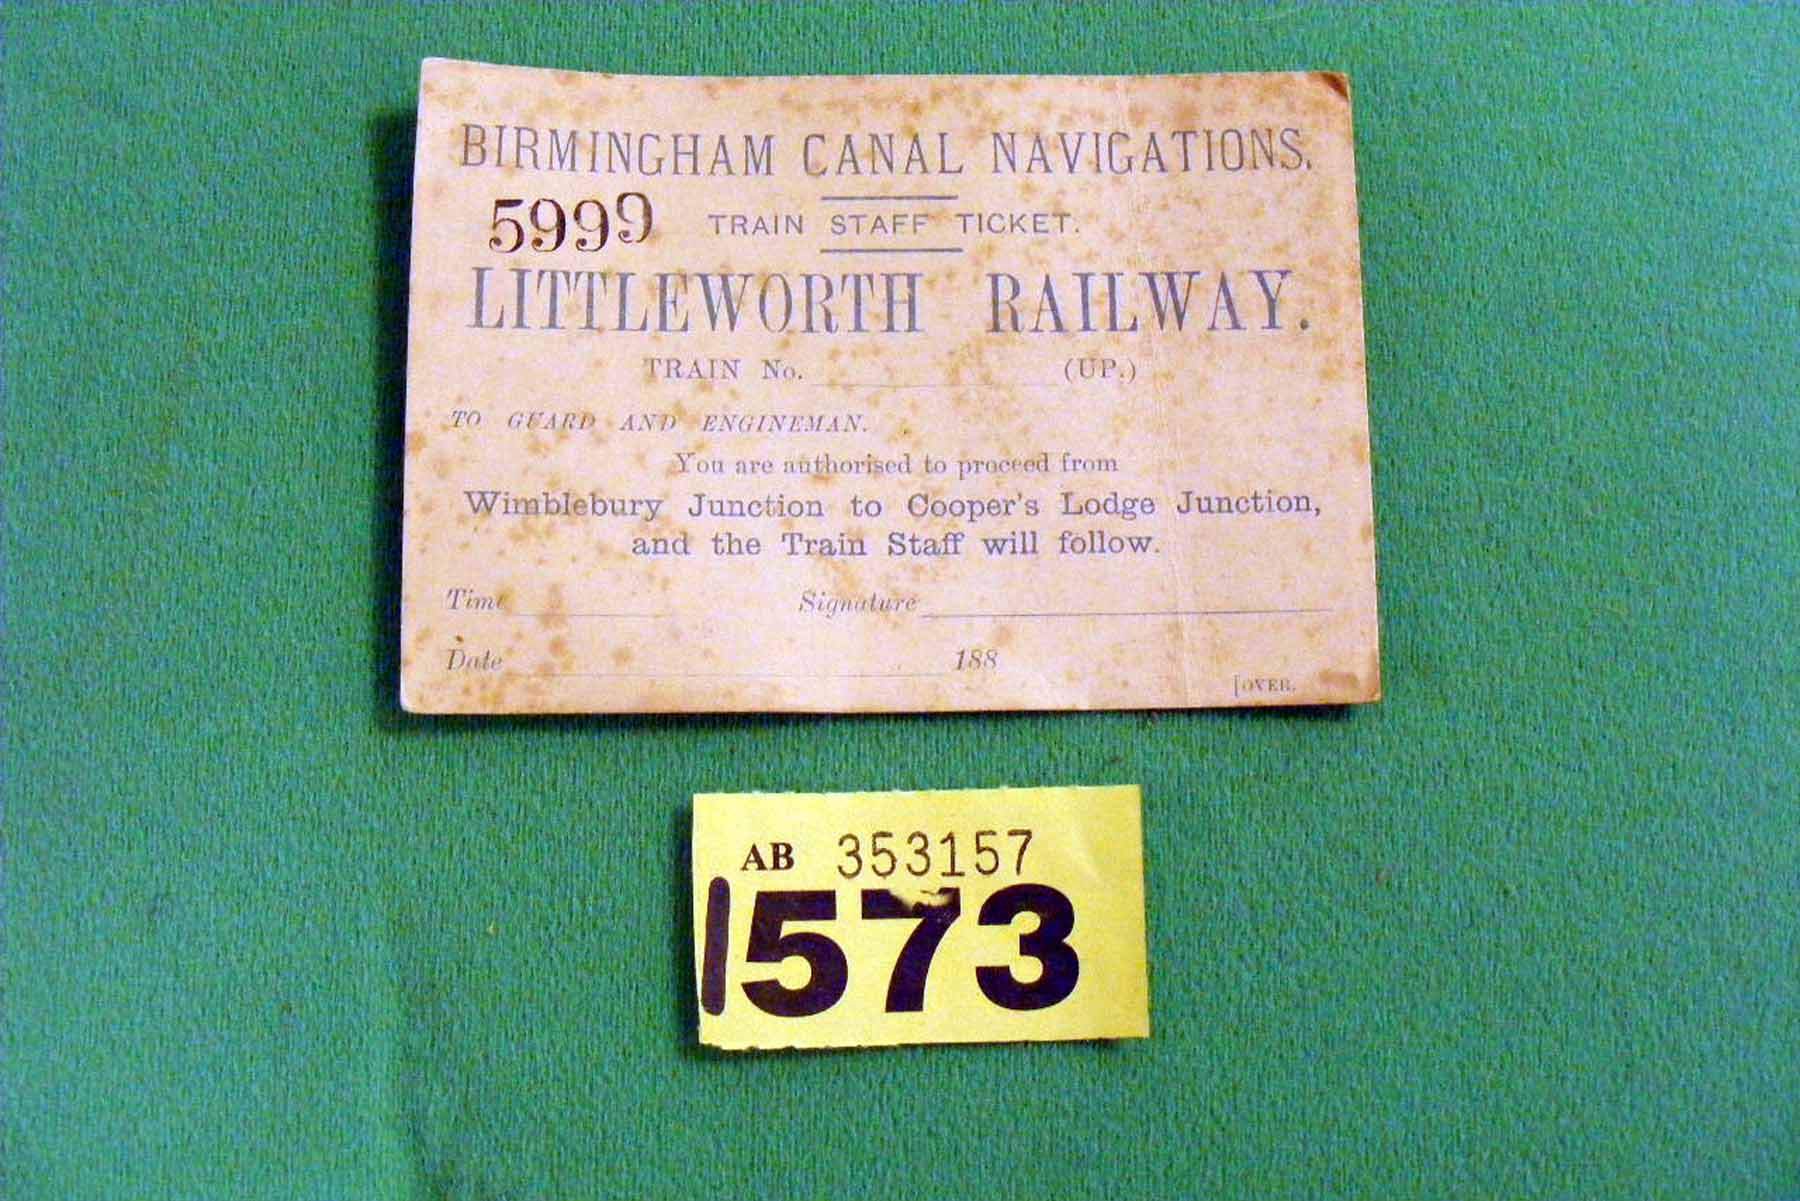 BIRMINGHAM CANAL NAVIGATIONS.
5999 TRAIN STAFF TICKET.
LITTLEWORTH RAILWAY.
TRAIN No. (UP.)
TO GUARD AND ENGINEMAN.
You are authorised to proceed from
Wimblebury Junction to Cooper's Lodge Junction,
and the Train Staff will follow.
Time Signature
Date 188
[OVER.
AB 353157
1573